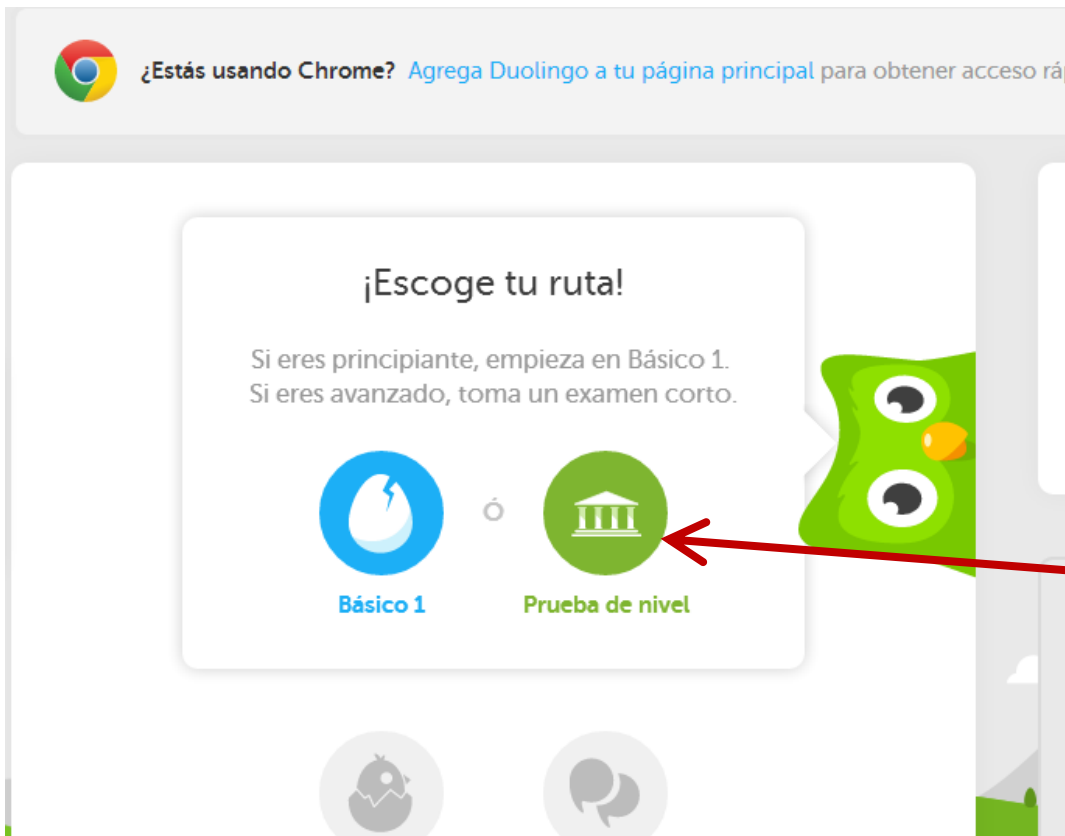 ¿Estás usando Chrome? Agrega Duolingo a tu página principal para obtener acceso
¡Escoge tu ruta!
Si eres principiante, empieza en Básico 1.
Si eres avanzado, toma un examen corto.
Ó
Básico 1 Prueba de nivel